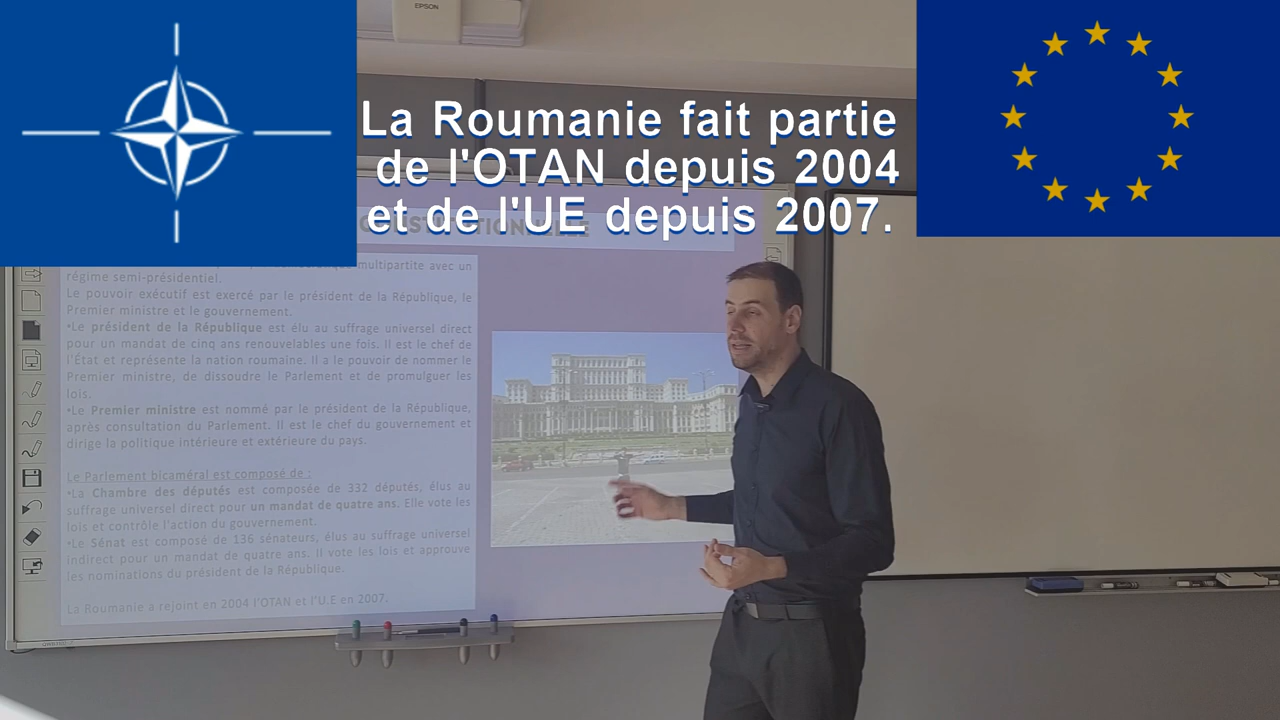 EPSON
La Roumanie fait partie
de l'OTAN depuis 2004
et de l'UE depuis 2007.
multipartite avec un
régime semi-présidentiel.
Le pouvoir exécutif est exercé par le président de la République, le
Premier ministre et le gouvernement.
•Le président de la République est élu au suffrage universel direct
pour un mandat de cinq ans renouvelables une fois. Il est le chef de
l'État et représente la nation roumaine. Il a le pouvoir de nommer le
Premier ministre, de dissoudre le Parlement et de promulguer les
lois.
•Le Premier ministre est nommé par le président de la République,
après consultation du Parlement. Il est le chef du gouvernement et
dirige la politique intérieure et extérieure du pays.
Le Parlement bicaméral est composé de :
•La Chambre des députés est composée de 332 députés, élus au
suffrage universel direct pour un mandat de quatre ans. Elle vote les
lois et contrôle l'action du gouvernement.
•Le Sénat est composé de 136 sénateurs, élus au suffrage universel
indirect pour un mandat de quatre ans. Il vote les lois et approuve
les nominations du président de la République.
La Roumanie a rejoint en 2004 l'OTAN et l'U.E en 2007.